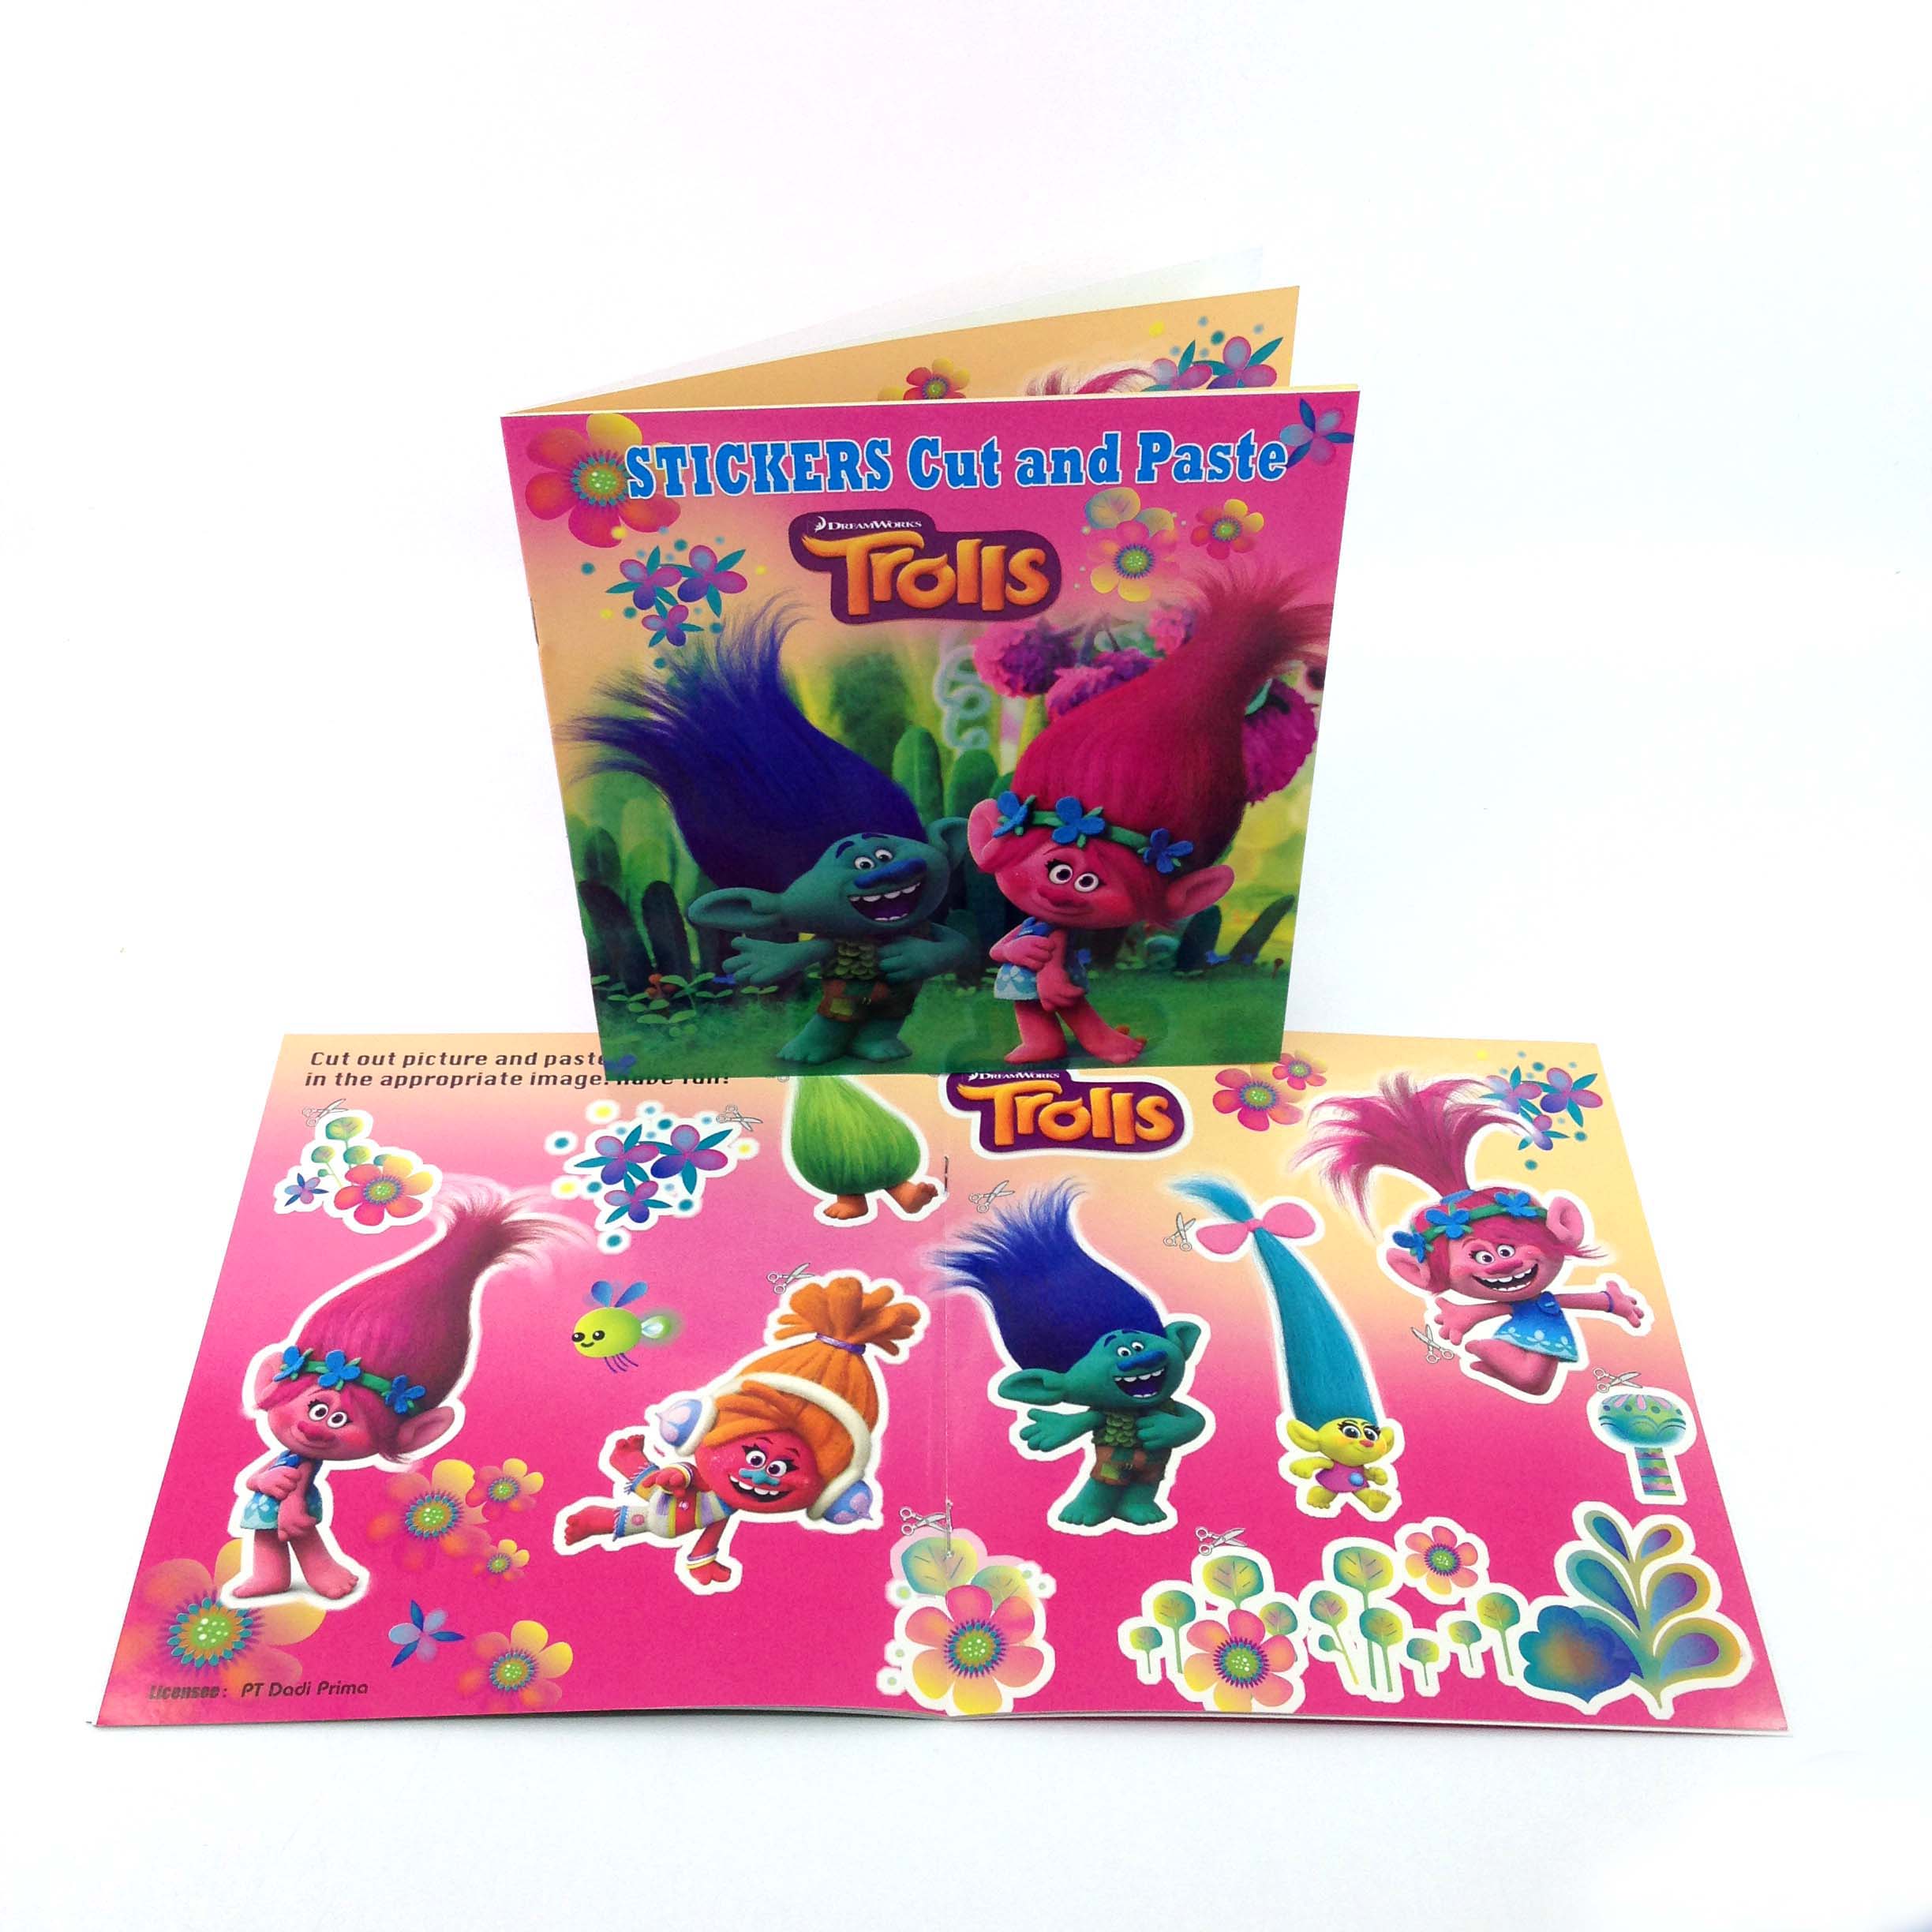 STICKERS Cut and Paste
DREAMWORKS
Trolls
Cut out picture and paste
in the appropriate image. Have fun!
DREAMWORKS
Trolls
Licensee: PT Dadi Prima